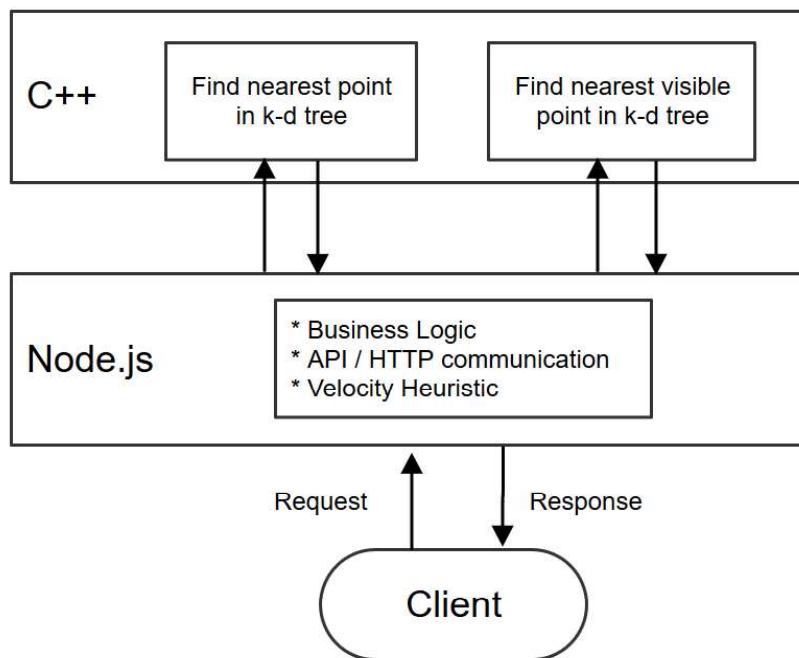 C++
Find nearest point
in k-d tree
Find nearest visible
point in k-d tree
Node.js
* Business Logic
* API / HTTP communication
* Velocity Heuristic
Request
Response
Client